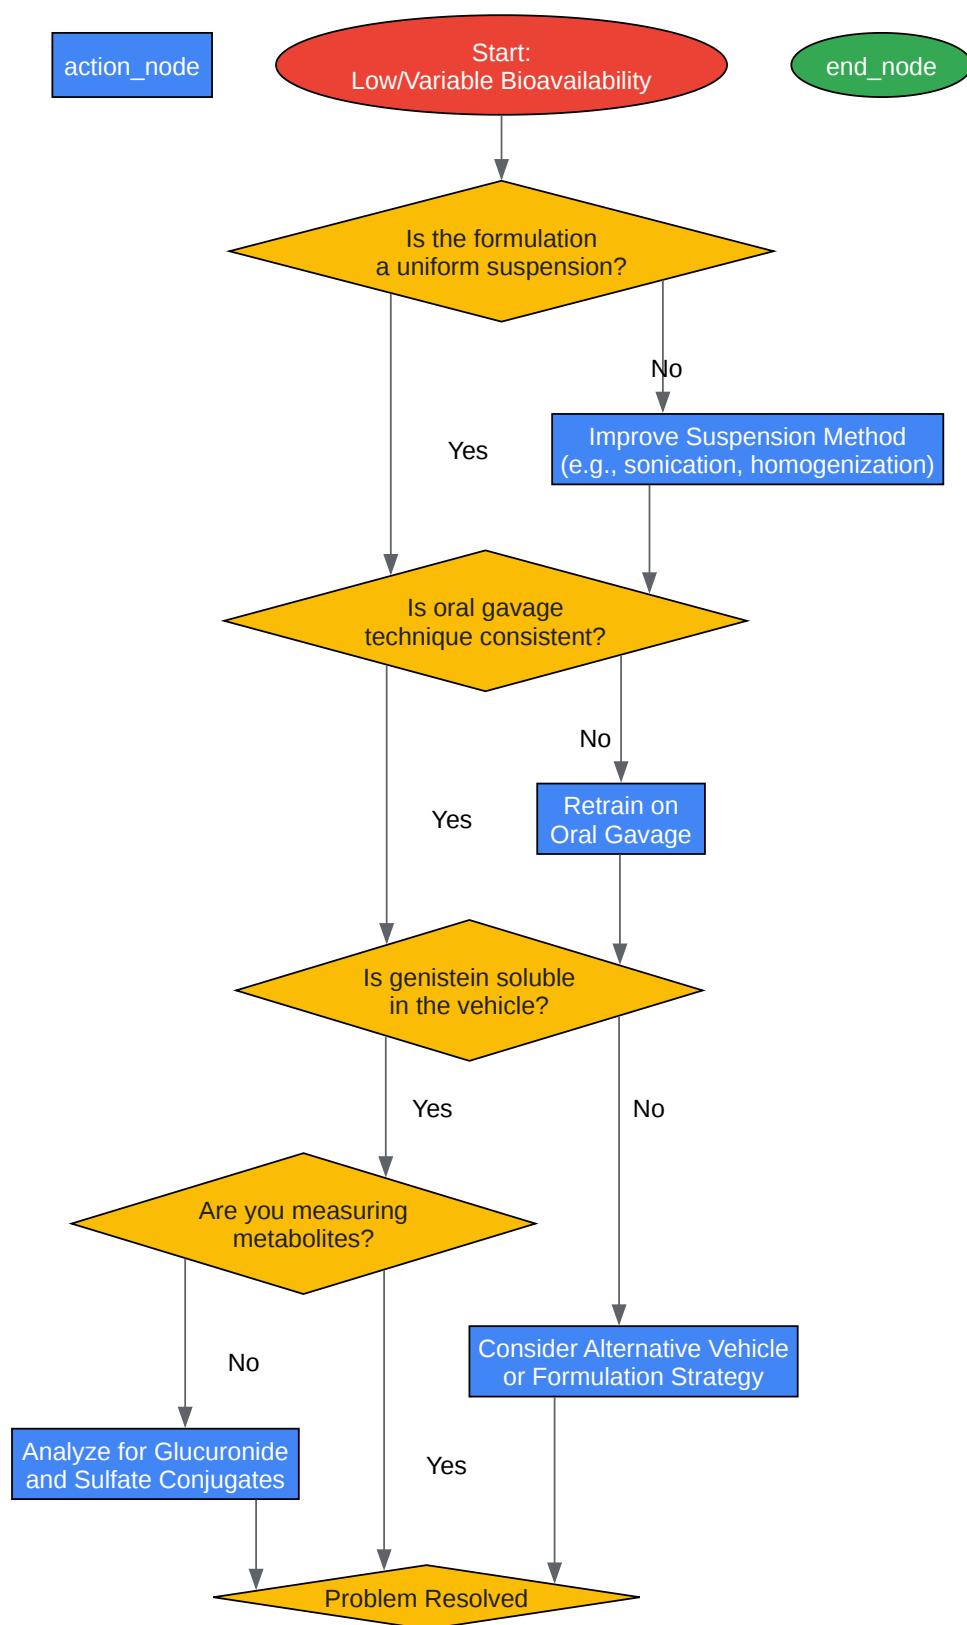 action_node
Start:
Low/Variable Bioavailability
end_node
Is the formulation
a uniform suspension?
No
Improve Suspension Method
(e.g., sonication, homogenization)
Yes
Is oral gavage
technique consistent?
No
Retrain on
Oral Gavage
Yes
Is genistein soluble
in the vehicle?
Yes
No
Are you measuring
metabolites?
Consider Alternative Vehicle
or Formulation Strategy
No
Analyze for Glucuronide
and Sulfate Conjugates
Yes
Problem Resolved